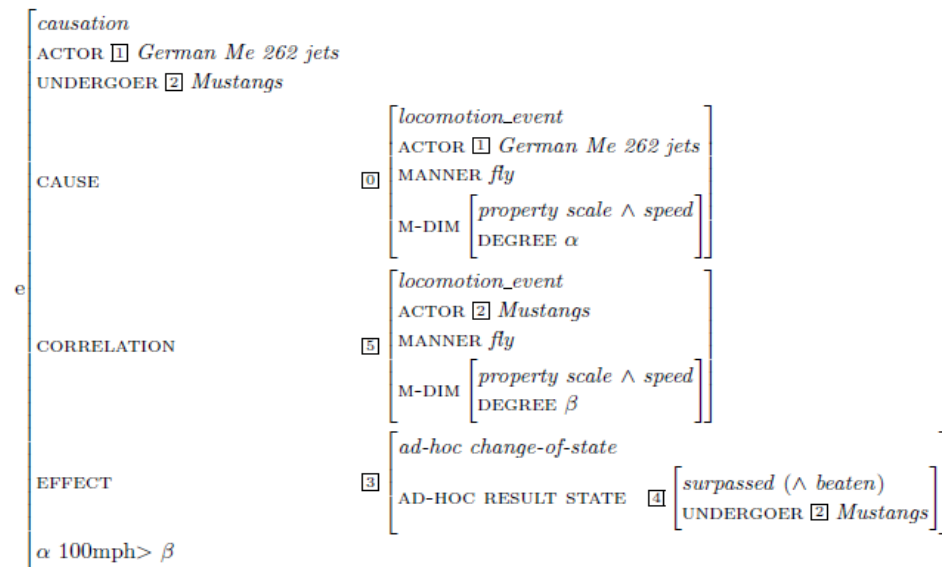 causation
ACTOR 1 German Me 262 jets
UNDERGOER 2 Mustangs
locomotion_event
ACTOR 1 German Me 262 jets
CAUSE 0 MANNER fly
M-DIM property scale ∧ speed
DEGREE α
e
locomotion_event
ACTOR 2 Mustangs
CORRELATION 5 MANNER fly
M-DIM property scale ∧ speed
DEGREE β
ad-hoc change-of-state
EFFECT 3 AD-HOC RESULT STATE 4 surpassed (∧ beaten)
UNDERGOER 2 Mustangs
α 100mph> β